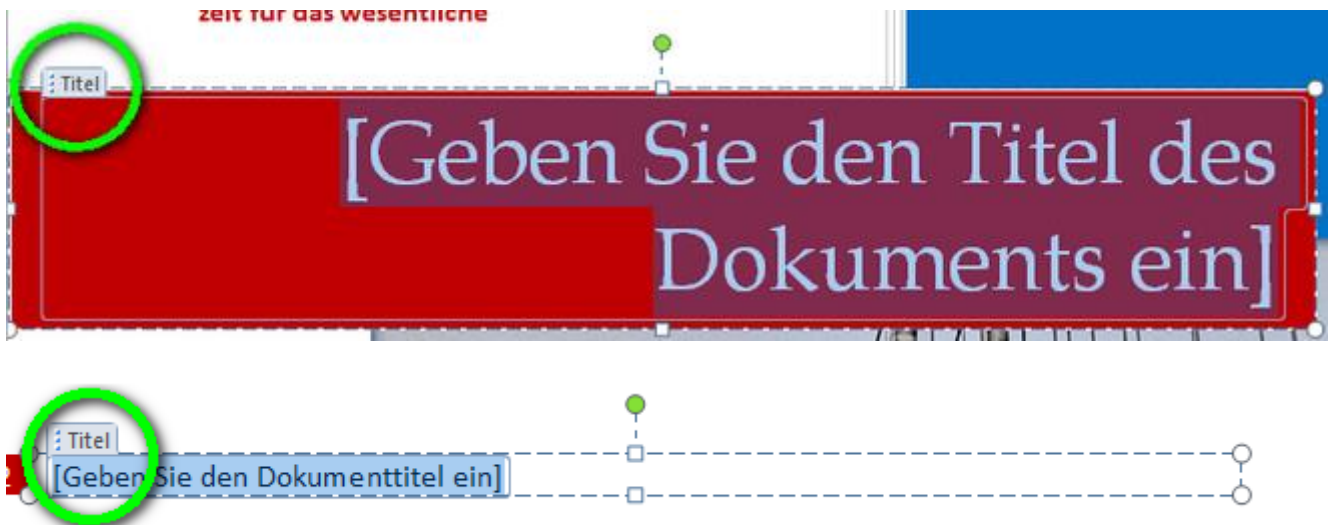 zeit für das wesentliche
Titel
[Geben Sie den Titel des
Dokuments ein]
Titel
[Geben Sie den Dokumenttitel ein]